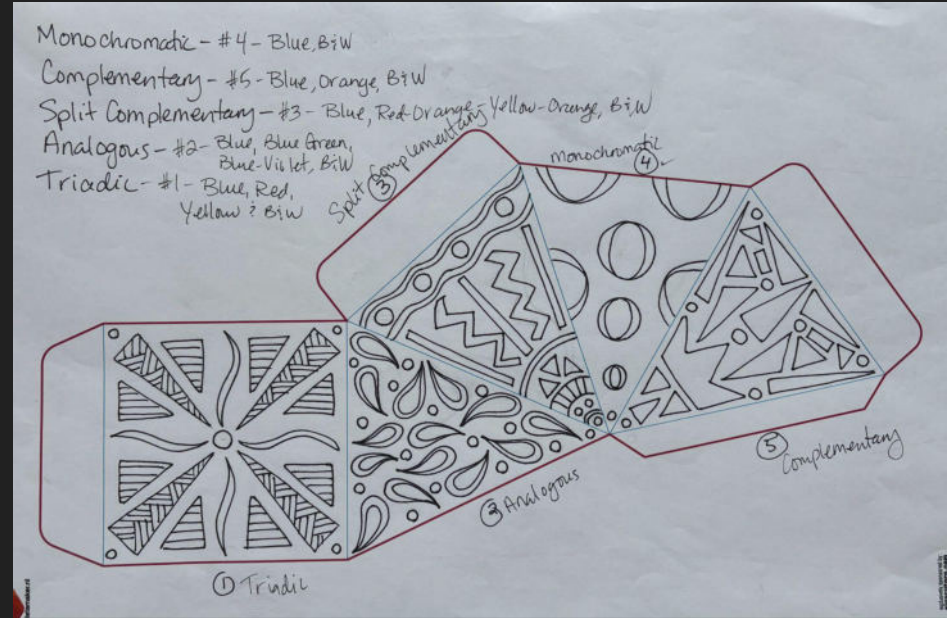 Monochromatic - #4 - Blue, B&W
Complementary - #5 - Blue, Orange, B&W
Split Complementary - #3 - Blue, Red-Orange, Yellow-Orange, B&W
Analogous - #2 - Blue, Blue Green,
Blue-Violet, B&W
Triadic - #1 - Blue, Red,
Yellow & B&W
Split Complementary
3
Monochromatic
4
5
Complementary
2 Analogous
1 Triadic